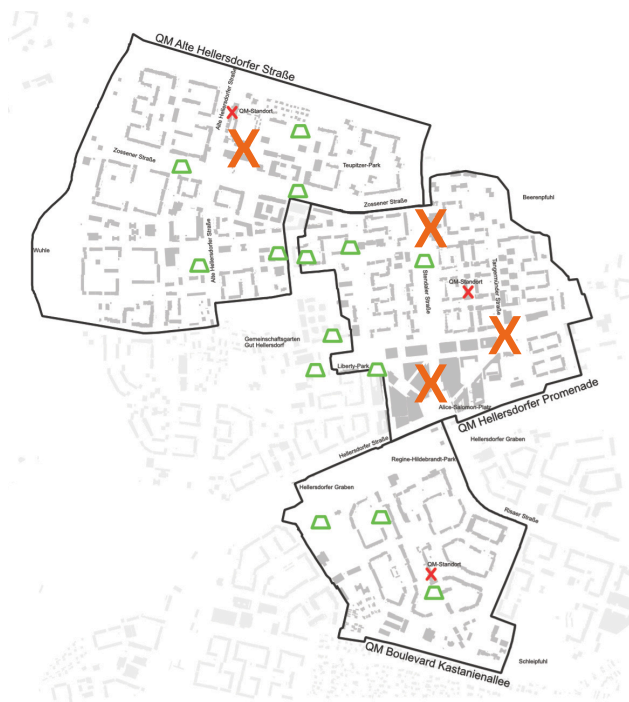 QM Alte Hellersdorfer Straße
Alte Hellersdorfer Straße
QM-Standort
Zossener Straße
Teupitzer-Park
Beerenpfuhl
Zossener Straße
Alte Hellersdorfer Straße
Wuhle
Stendaler Straße
Tangermünder Straße
QM-Standort
Gemeinschaftsgarten
Gut Hellersdorf
Liberty-Park
Alice-Salomon-Platz
QM Hellersdorfer Promenade
Hellersdorfer Straße
Hellersdorfer Graben
Regine-Hildebrandt-Park
Hellersdorfer Graben
Risaer Straße
QM-Standort
QM Boulevard Kastanienallee
Schleipfuhl